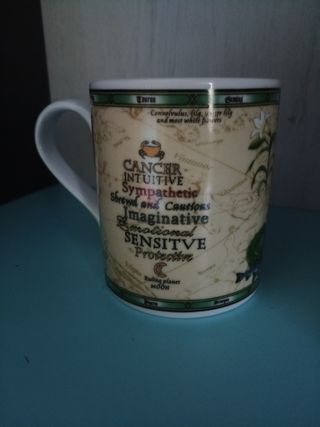 Taurus Gemini
Convolvulus, lily, water lily
and most white flowers
CANCER
INTUITIVE
Sympathetic
Shrewd and Cautious
Imaginative
Emotional
SENSITVE
Protective
Ruling planet
MOON